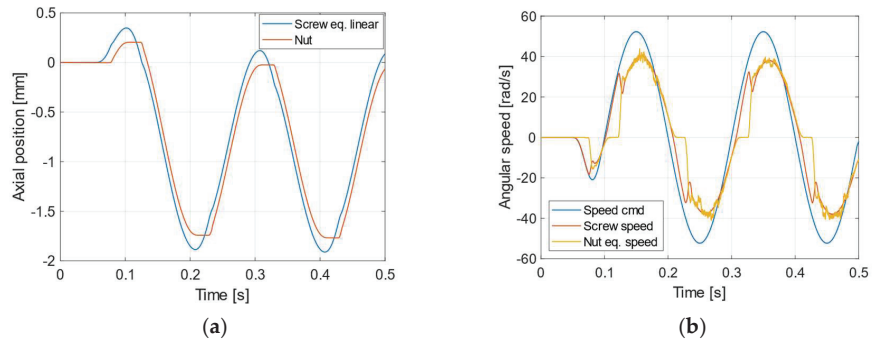 0.5
0
-0.5
-1
-1.5
-2
Axial position [mm]
Screw eq. linear
Nut
0 0.1 0.2 0.3 0.4 0.5
Time [s]
(a)
60
40
20
0
-20
-40
-60
Angular speed [rad/s]
Speed cmd
Screw speed
Nut eq. speed
0 0.1 0.2 0.3 0.4 0.5
Time [s]
(b)